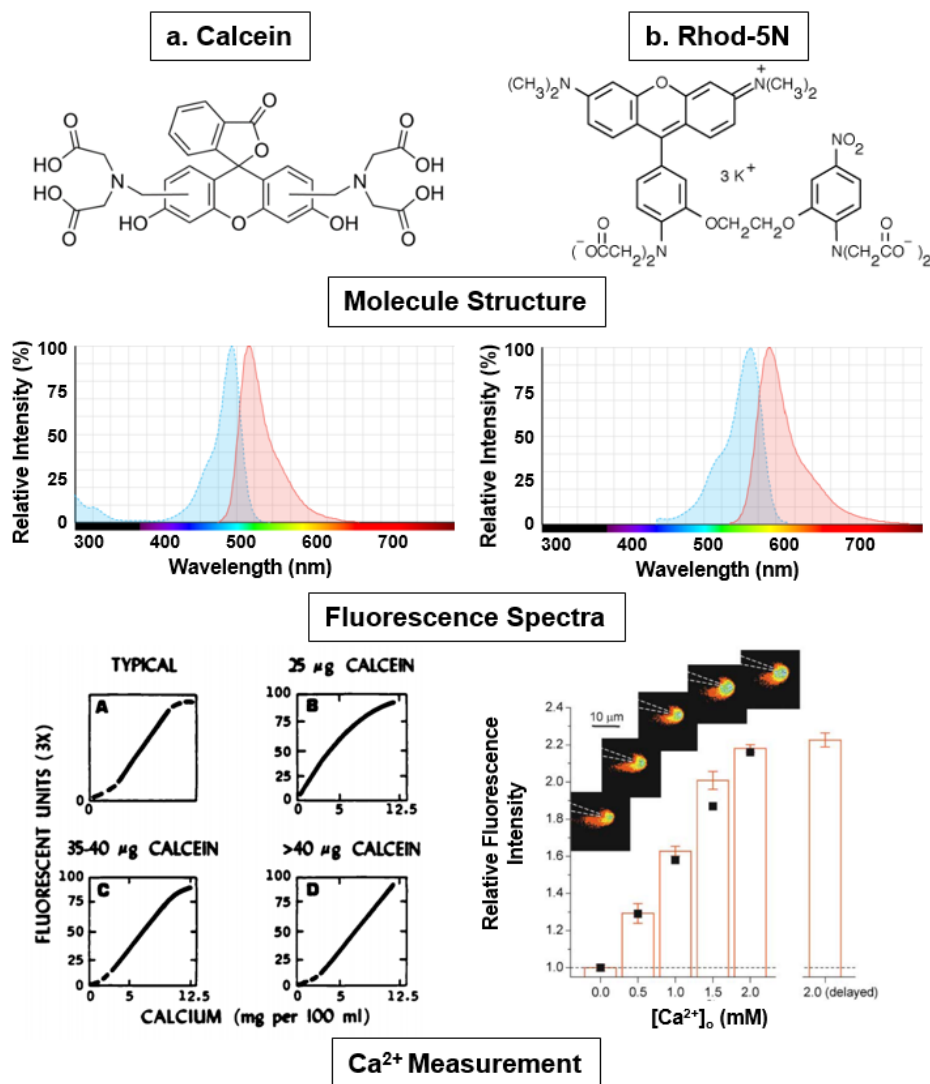 a. Calcein
b. Rhod-5N
O
O
O
O
OH
N
OH
O
HO
O
OH
N
OH
OH
O
O
(CH3)2N
O
+
N(CH3)2
NO2
3 K+
O
OCH2CH2O
(−OCCH2)2N
O
N(CH2CO−)2
Molecule Structure
Relative Intensity (%)
100
75
50
25
0
300 400 500 600 700
Wavelength (nm)
Relative Intensity (%)
100
75
50
25
0
300 400 500 600 700
Wavelength (nm)
Fluorescence Spectra
FLUORESCENT UNITS (3X)
TYPICAL
A
0
0
25 µg CALCEIN
B
100
75
50
25
0
0 5 12.5
35-40 µg CALCEIN
C
100
75
50
25
0
0 5 12.5
>40 µg CALCEIN
D
100
75
50
25
0
0 5 12.5
CALCIUM (mg per 100 ml)
Relative Fluorescence
Intensity
2.4
2.2
2.0
1.8
1.6
1.4
1.2
1.0
10 µm
0.0 0.5 1.0 1.5 2.0 2.0 (delayed)
[Ca2+]o (mM)
Ca2+ Measurement